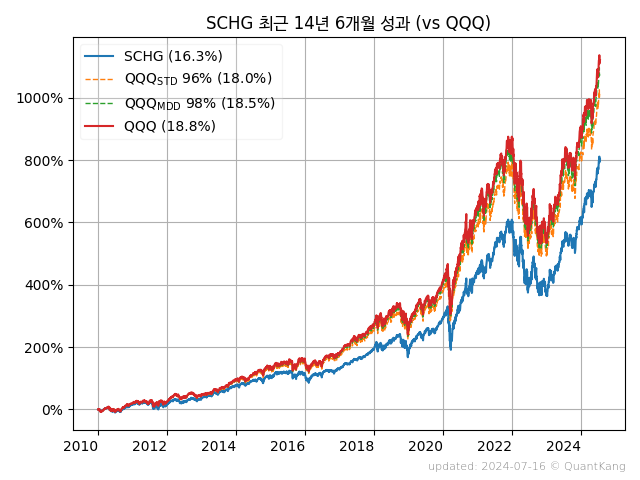 SCHG 최근 14년 6개월 성과 (vs QQQ)
SCHG (16.3%)
QQQSTD 96% (18.0%)
QQQMDD 98% (18.5%)
QQQ (18.8%)
1000%
800%
600%
400%
200%
0%
2010 2012 2014 2016 2018 2020 2022 2024
updated: 2024-07-16 © QuantKang